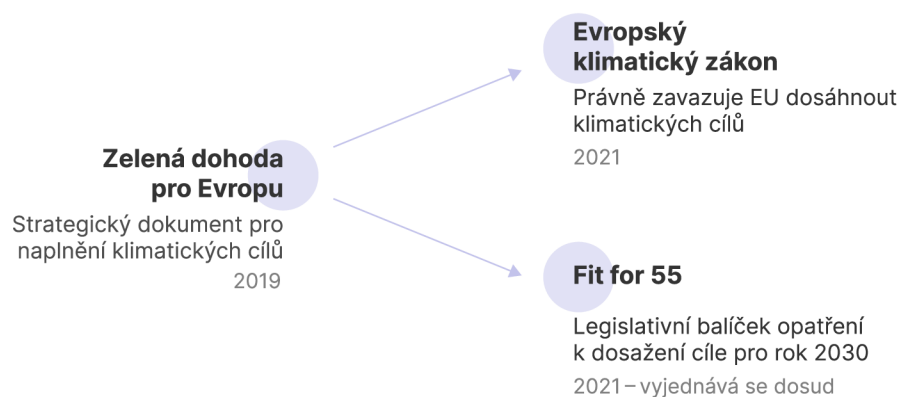 Zelená dohoda
pro Evropu
Strategický dokument pro
naplnění klimatických cílů
2019
Evropský
klimatický zákon
Právně zavazuje EU dosáhnout
klimatických cílů
2021
Fit for 55
Legislativní balíček opatření
k dosažení cíle pro rok 2030
2021 – vyjednává se dosud